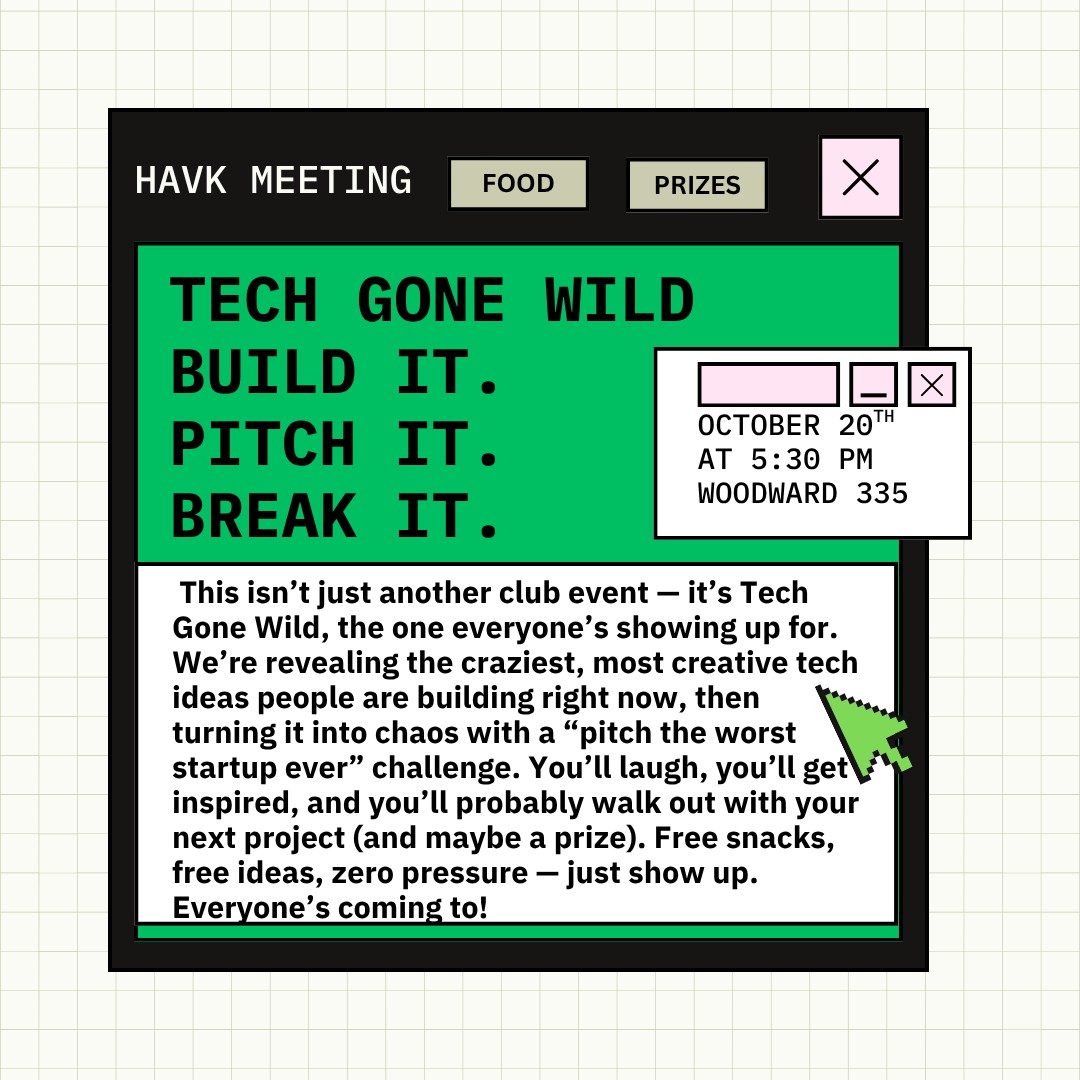 HAVK MEETING
FOOD
PRIZES
TECH GONE WILD
BUILD IT.
PITCH IT.
BREAK IT.
OCTOBER 20TH
AT 5:30 PM
WOODWARD 335
This isn’t just another club event — it’s Tech
Gone Wild, the one everyone’s showing up for.
We’re revealing the craziest, most creative tech
ideas people are building right now, then
turning it into chaos with a “pitch the worst
startup ever” challenge. You’ll laugh, you’ll get
inspired, and you’ll probably walk out with your
next project (and maybe a prize). Free snacks,
free ideas, zero pressure — just show up.
Everyone’s coming to!